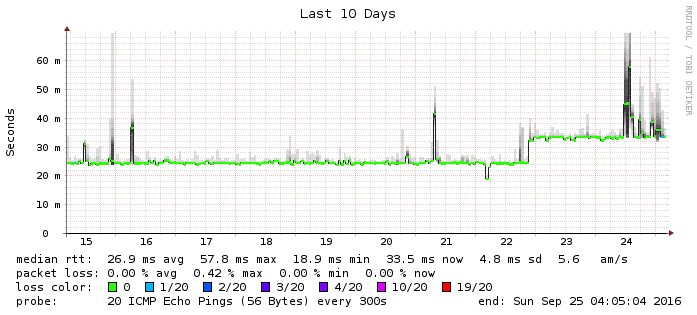 Last 10 Days
RRDTOOL / TOBI OETIKER
Seconds
60 m
50 m
40 m
30 m
20 m
10 m
0
15 16 17 18 19 20 21 22 23 24
median rtt: 26.9 ms avg 57.8 ms max 18.9 ms min 33.5 ms now 4.8 ms sd 5.6 am/s
packet loss: 0.00 % avg 0.42 % max 0.00 % min 0.00 % now
loss color: 0 1/20 2/20 3/20 4/20 10/20 19/20
probe: 20 ICMP Echo Pings (56 Bytes) every 300s end: Sun Sep 25 04:05:04 2016